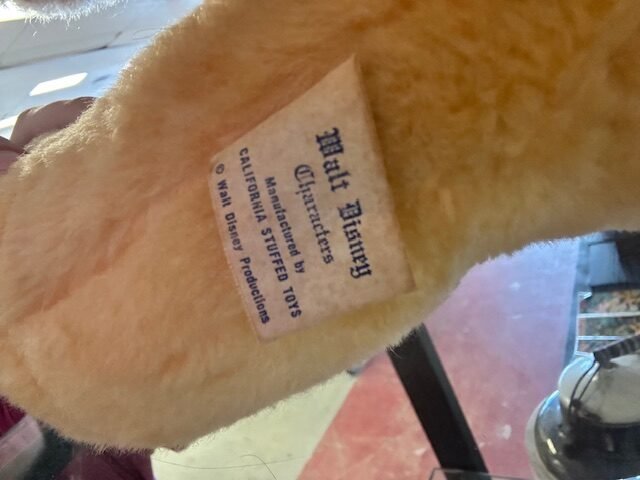 Walt Disney
Characters
Manufactured by
CALIFORNIA STUFFED TOYS
© Walt Disney Productions